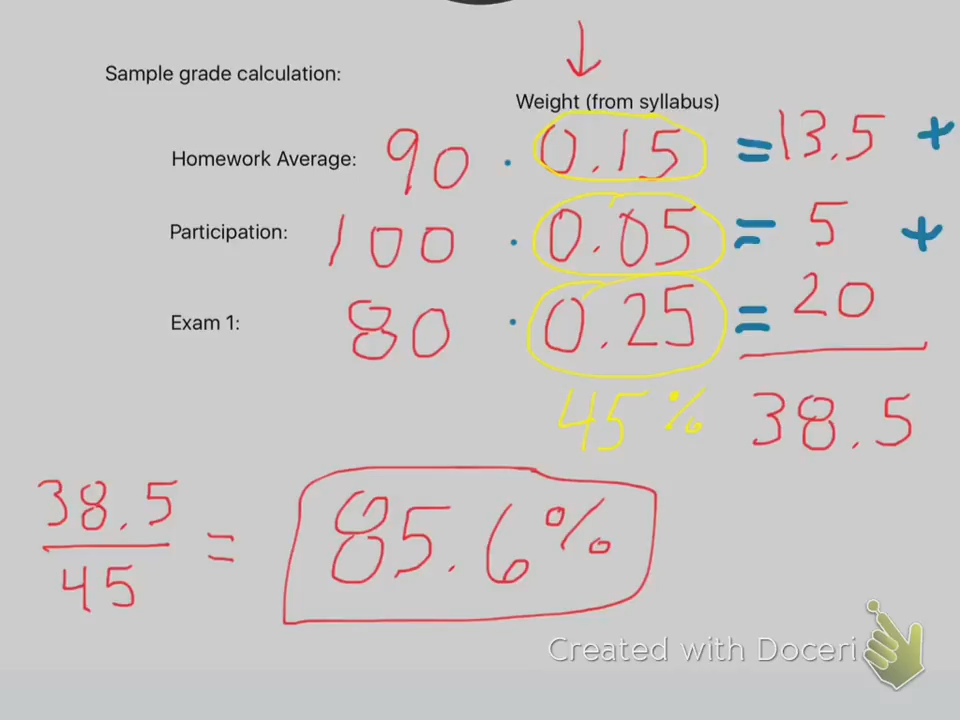 Sample grade calculation:
Weight (from syllabus)
Homework Average: 90 · 0.15 = 13.5 +
Participation: 100 · 0.05 = 5 +
Exam 1: 80 · 0.25 = 20
45% 38.5
38.5
45
= 85.6%
Created with Doceri